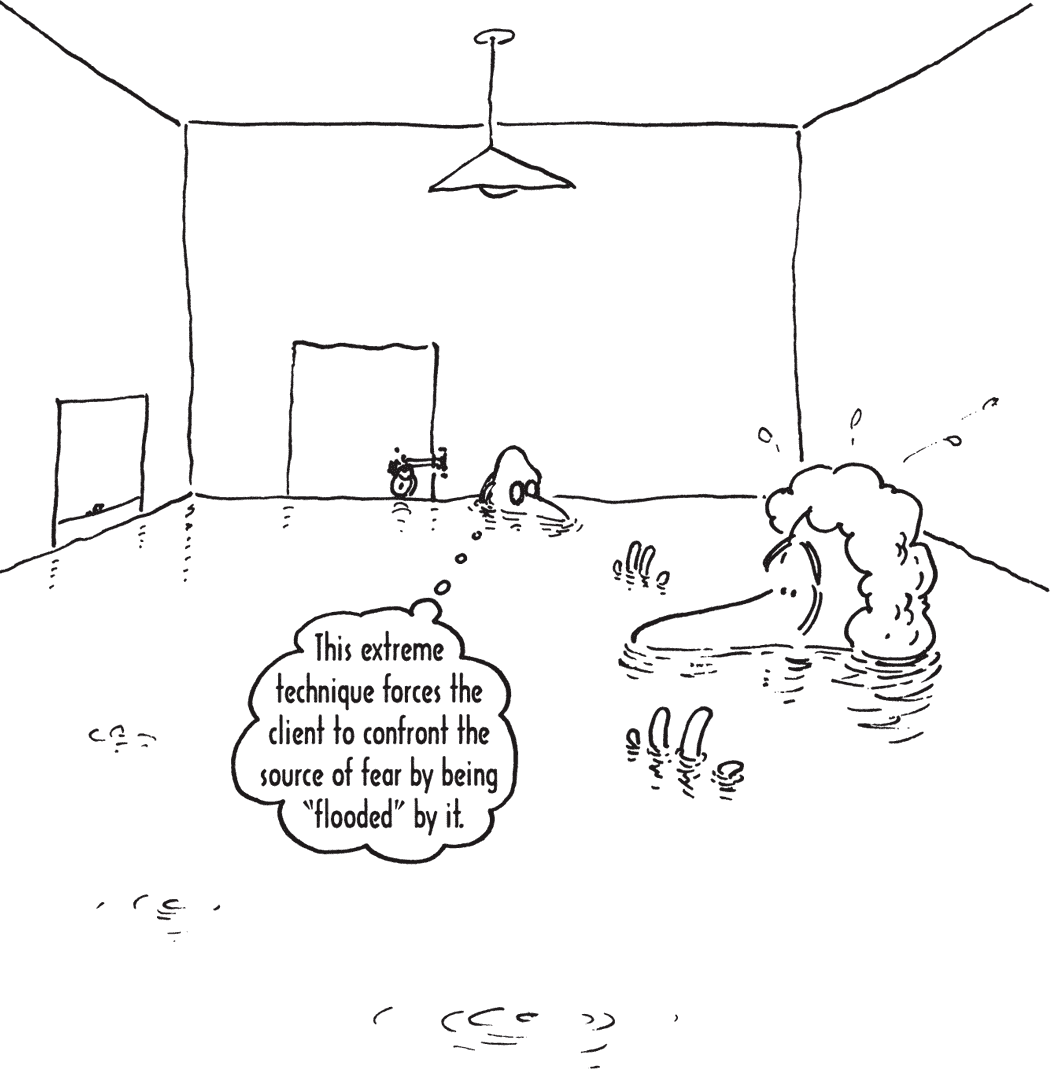 This extreme
technique forces the
client to confront the
source of fear by being
“flooded” by it.